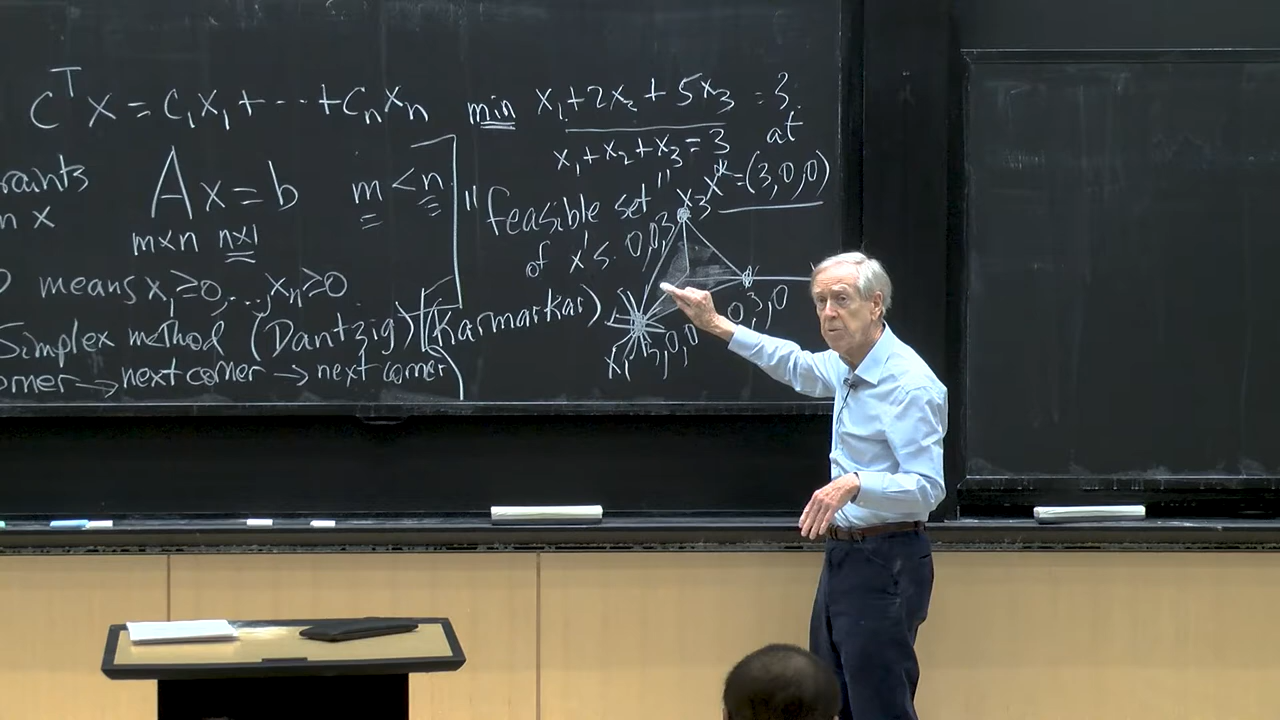 cᵀx = c₁x₁ + ··· + cₙxₙ
raints Ax = b m < n
n x m×n n×1
means x₁≥0,..., xₙ≥0
Simplex method (Dantzig) (Karmarkar)
orner → next corner → next corner
min x₁ + 2x₂ + 5x₃ = 3
at
x₁ + x₂ + x₃ = 3
x* = (3,0,0)
"feasible set"
of x's.
x₃
0,0,3
0,3,0
3,0,0
x₁